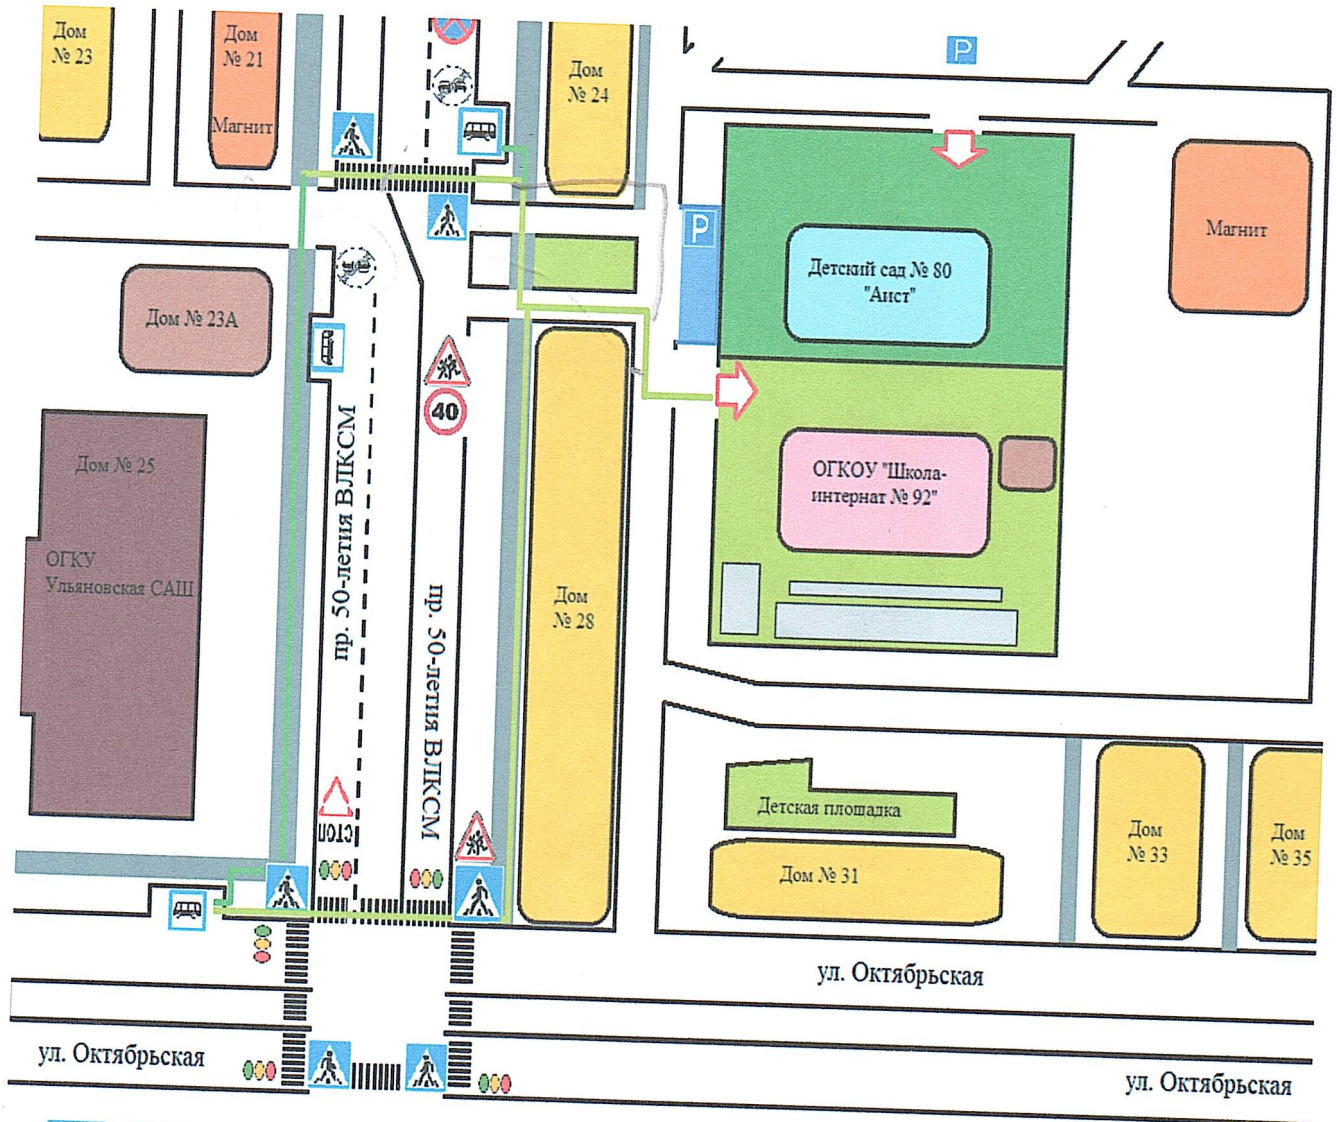 Дом
№ 23
Дом
№ 21
Магнит
Дом
№ 24
P
P
Магнит
Детский сад № 80
"Аист"
Дом № 23А
40
Дом № 25
ОГКУ
Ульяновская САШ
пр. 50-летия ВЛКСМ
пр. 50-летия ВЛКСМ
ОГКОУ "Школа-
интернат № 92"
Дом
№ 28
СТОП
Детская площадка
Дом № 31
Дом
№ 33
Дом
№ 35
ул. Октябрьская
ул. Октябрьская
ул. Октябрьская